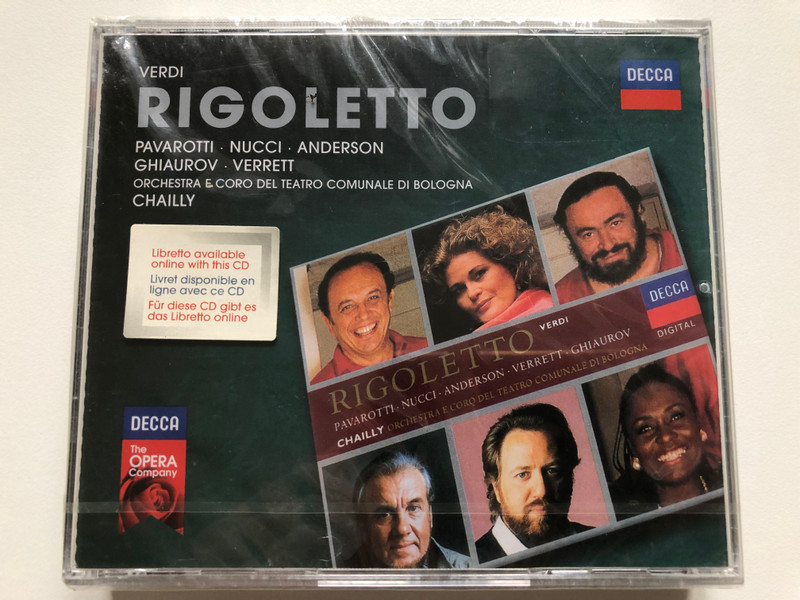 VERDI
RIGOLETTO
PAVAROTTI · NUCCI · ANDERSON
GHIAUROV · VERRETT
ORCHESTRA E CORO DEL TEATRO COMUNALE DI BOLOGNA
CHAILLY
DECCA
Libretto available
online with this CD
Livret disponible en
ligne avec ce CD
Für diese CD gibt es
das Libretto online
DECCA
DIGITAL
VERDI
RIGOLETTO
PAVAROTTI · NUCCI · ANDERSON · VERRETT · GHIAUROV
CHAILLY ORCHESTRA E CORO DEL TEATRO COMUNALE DI BOLOGNA
DECCA
The
OPERA
Company